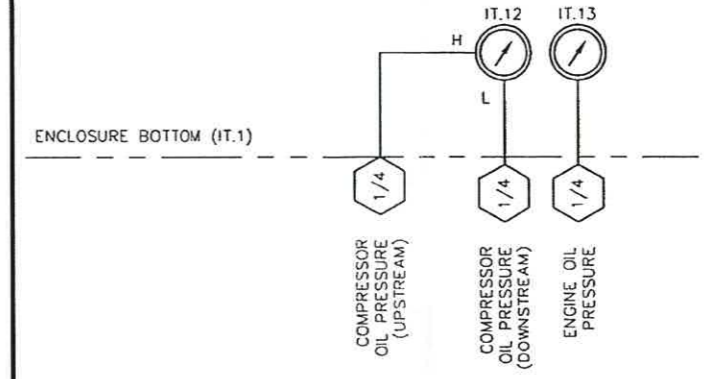 IT.12
IT.13
H
L
ENCLOSURE BOTTOM (IT.1)
1/4
1/4
1/4
COMPRESSOR
OIL PRESSURE
(UPSTREAM)
COMPRESSOR
OIL PRESSURE
(DOWNSTREAM)
ENGINE OIL
PRESSURE